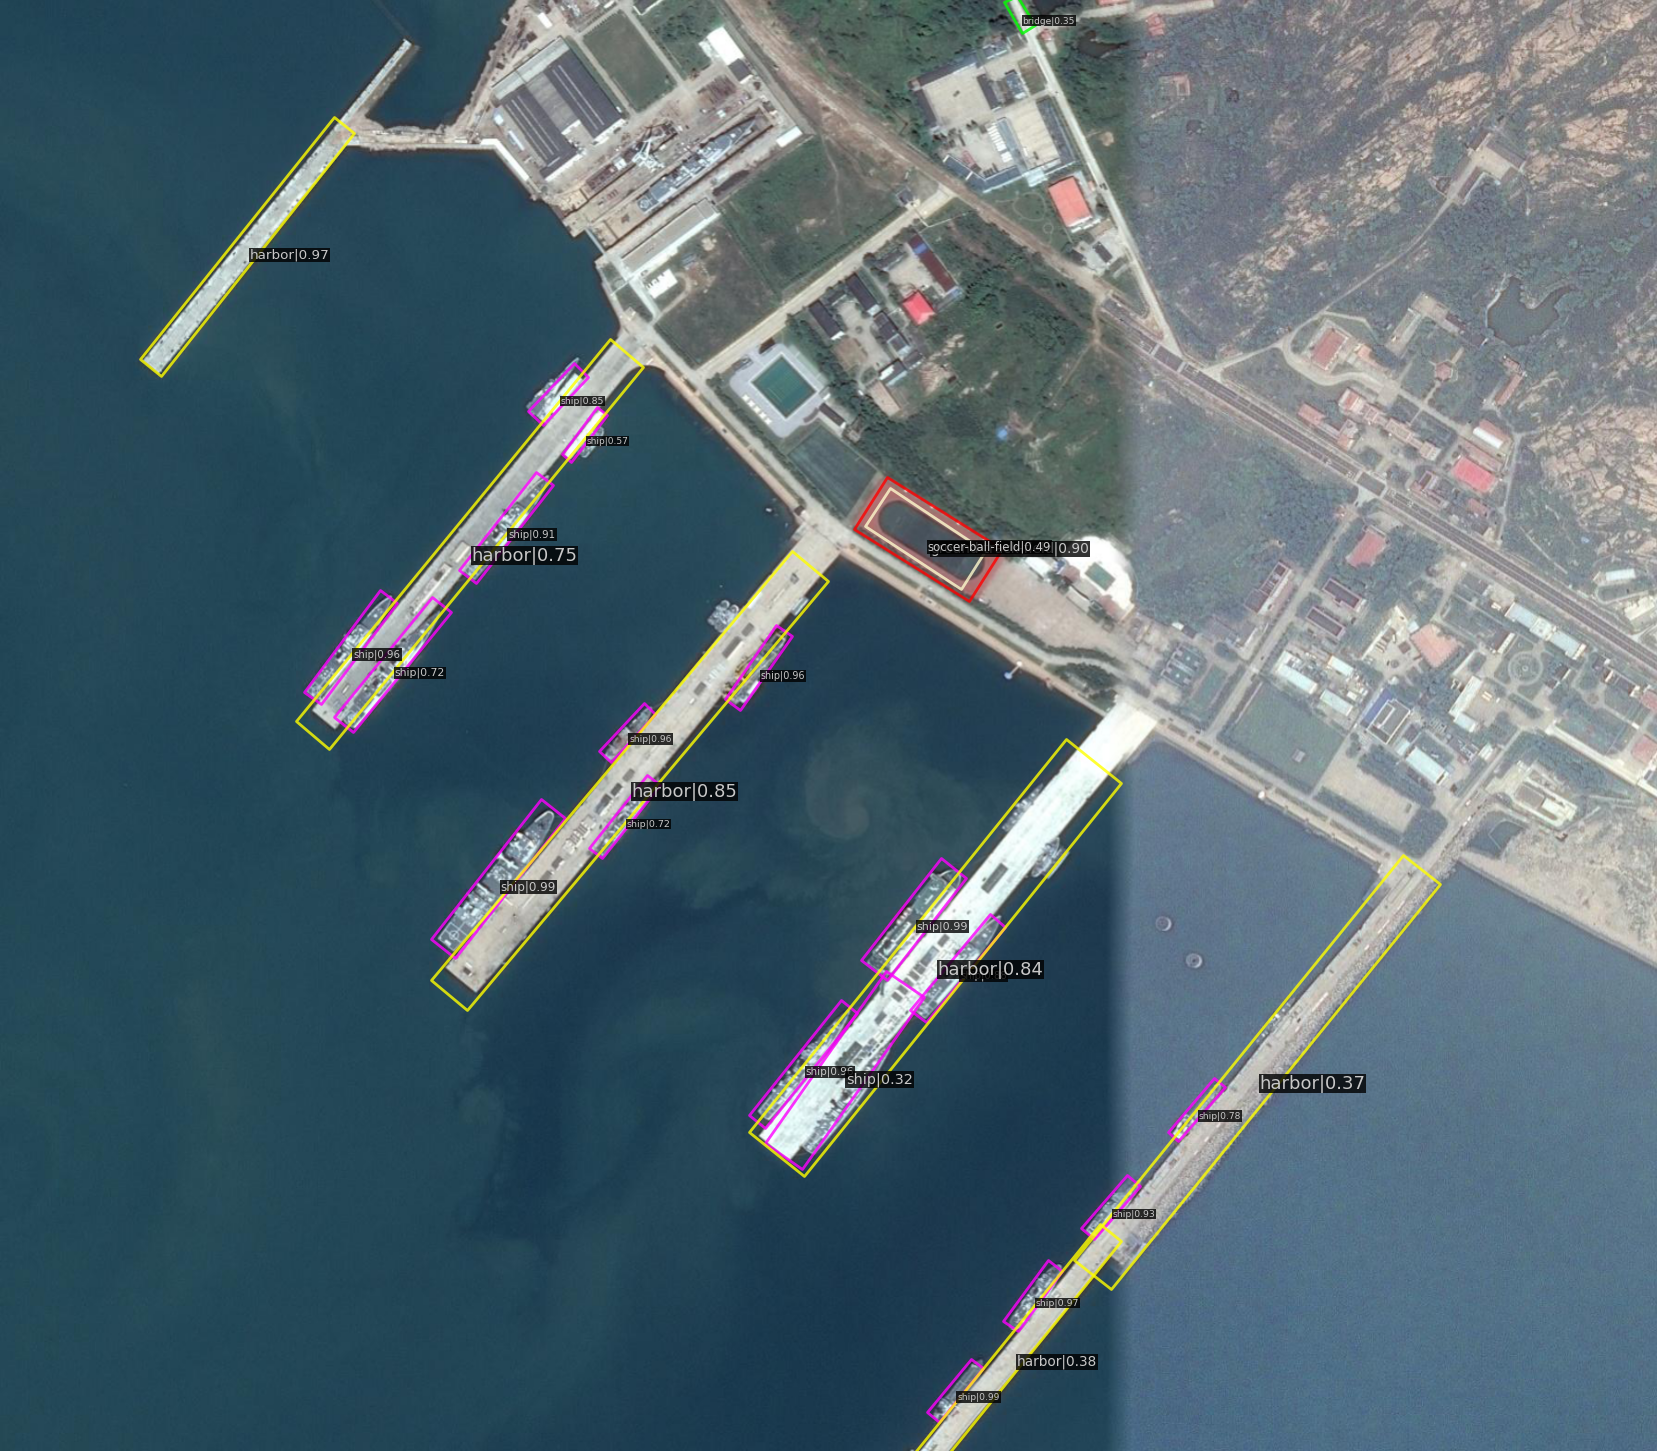 bridge|0.35
harbor|0.97
ship|0.85
ship|0.57
ship|0.91
harbor|0.75
soccer-ball-field|0.49
|0.90
ship|0.96
ship|0.72
ship|0.96
ship|0.96
harbor|0.85
ship|0.72
ship|0.99
ship|0.99
harbor|0.84
ship|0.96
ship|0.32
harbor|0.37
ship|0.78
ship|0.93
ship|0.97
harbor|0.38
ship|0.99